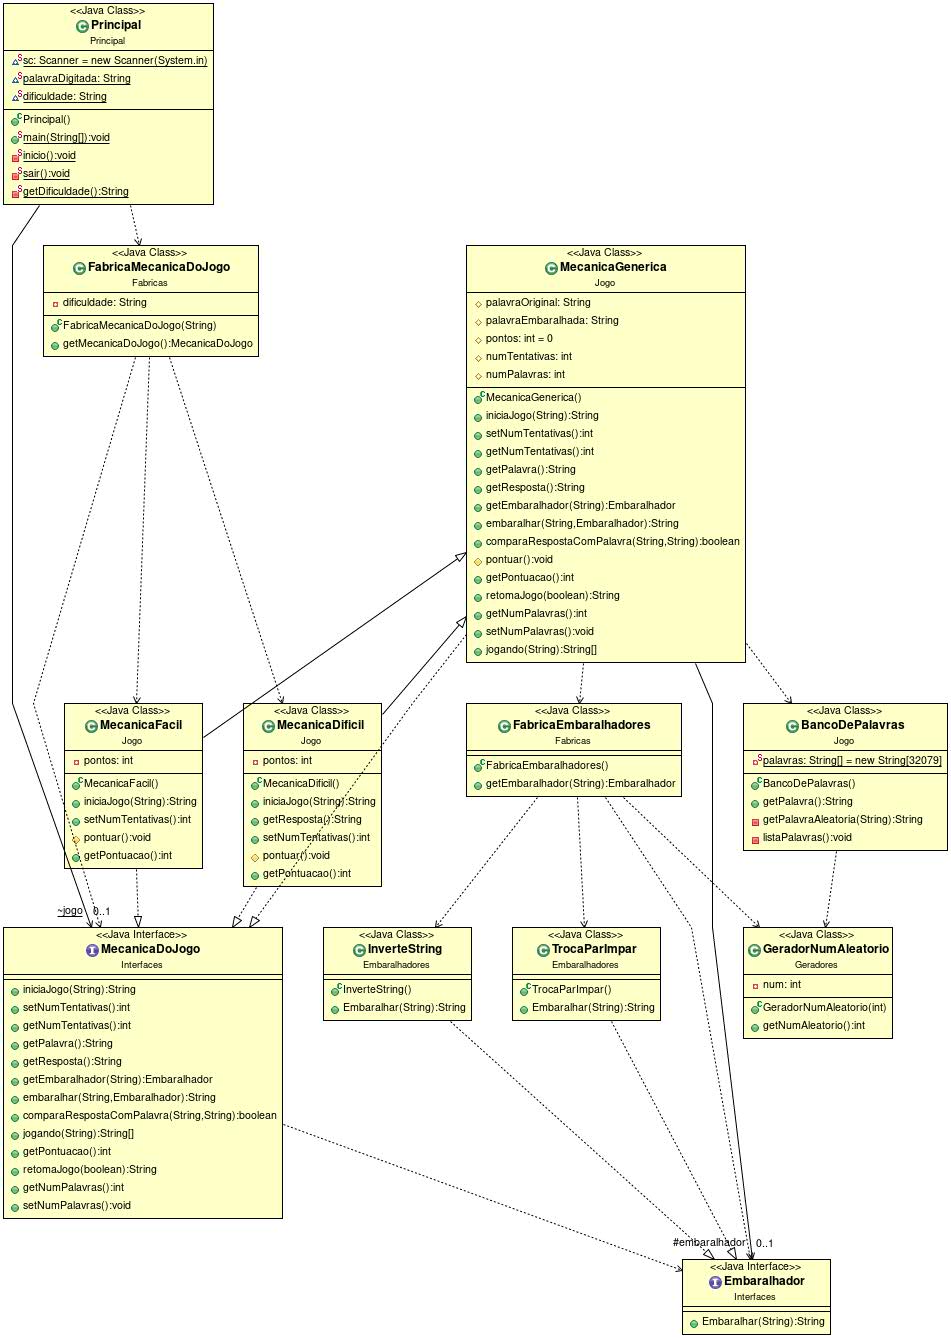 <<Java Class>>
Principal
Principal
sc: Scanner = new Scanner(System.in)
palavraDigitada: String
dificuldade: String
Principal()
main(String[]):void
inicio():void
sair():void
getDificuldade():String
<<Java Class>>
FabricaMecanicaDoJogo
Fabricas
dificuldade: String
FabricaMecanicaDoJogo(String)
getMecanicaDoJogo():MecanicaDoJogo
<<Java Class>>
MecanicaGenerica
Jogo
palavraOriginal: String
palavraEmbaralhada: String
pontos: int = 0
numTentativas: int
numPalavras: int
MecanicaGenerica()
iniciaJogo(String):String
setNumTentativas():int
getNumTentativas():int
getPalavra():String
getResposta():String
getEmbaralhador(String):Embaralhador
embaralhar(String,Embaralhador):String
comparaRespostaComPalavra(String,String):boolean
pontuar():void
getPontuacao():int
retomaJogo(boolean):String
getNumPalavras():int
setNumPalavras():void
jogando(String):String[]
<<Java Class>>
MecanicaFacil
Jogo
pontos: int
MecanicaFacil()
iniciaJogo(String):String
setNumTentativas():int
pontuar():void
getPontuacao():int
<<Java Class>>
MecanicaDificil
Jogo
pontos: int
MecanicaDificil()
iniciaJogo(String):String
getResposta():String
setNumTentativas():int
pontuar():void
getPontuacao():int
<<Java Class>>
FabricaEmbaralhadores
Fabricas
FabricaEmbaralhadores()
getEmbaralhador(String):Embaralhador
<<Java Class>>
BancoDePalavras
Jogo
palavras: String[] = new String[32079]
BancoDePalavras()
getPalavra():String
getPalavraAleatoria(String):String
listaPalavras():void
~jogo 0..1
<<Java Interface>>
MecanicaDoJogo
Interfaces
iniciaJogo(String):String
setNumTentativas():int
getNumTentativas():int
getPalavra():String
getResposta():String
getEmbaralhador(String):Embaralhador
embaralhar(String,Embaralhador):String
comparaRespostaComPalavra(String,String):boolean
jogando(String):String[]
getPontuacao():int
retomaJogo(boolean):String
getNumPalavras():int
setNumPalavras():void
<<Java Class>>
InverteString
Embaralhadores
InverteString()
Embaralhar(String):String
<<Java Class>>
TrocaParImpar
Embaralhadores
TrocaParImpar()
Embaralhar(String):String
<<Java Class>>
GeradorNumAleatorio
Geradores
num: int
GeradorNumAleatorio(int)
getNumAleatorio():int
#embaralhador 0..1
<<Java Interface>>
Embaralhador
Interfaces
Embaralhar(String):String